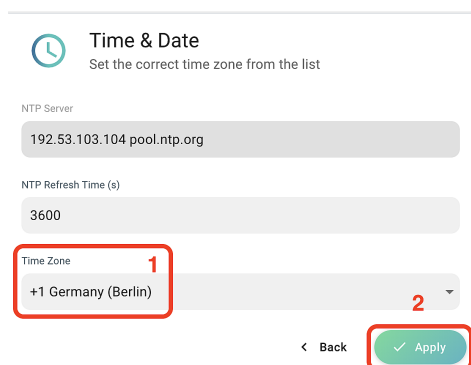 Time & Date
Set the correct time zone from the list
NTP Server
192.53.103.104 pool.ntp.org
NTP Refresh Time (s)
3600
Time Zone
1
+1 Germany (Berlin)
2
Back
Apply